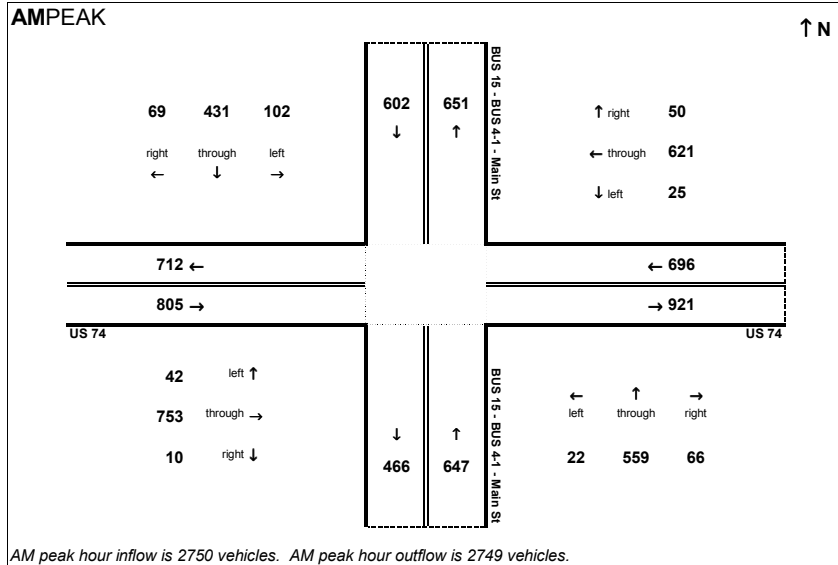 AMPEAK
↑ N
69 431 102
right through left
← ↓ →
602 651
↓ ↑
BUS 15 - BUS 4-1 - Main St
↑ right 50
← through 621
↓ left 25
712 ←
← 696
805 →
→ 921
US 74
US 74
42 left ↑
753 through →
10 right ↓
↓ ↑
466 647
BUS 15 - BUS 4-1 - Main St
← ↑ →
left through right
22 559 66
AM peak hour inflow is 2750 vehicles. AM peak hour outflow is 2749 vehicles.